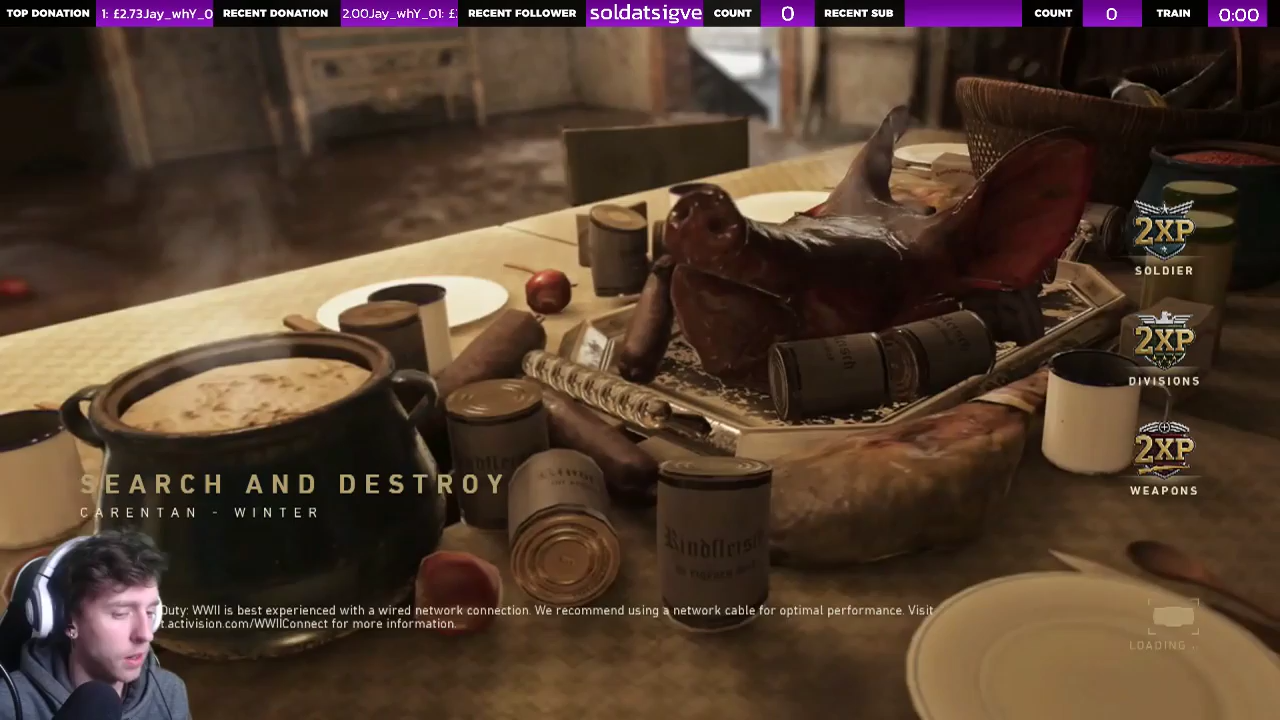 TOP DONATION 1: £2.73Jay_whY_0 RECENT DONATION 2.00Jay_whY_01: £ RECENT FOLLOWER soldatsigve COUNT 0 RECENT SUB COUNT 0 TRAIN 0:00
2XP
SOLDIER
2XP
DIVISIONS
2XP
WEAPONS
SEARCH AND DESTROY
CARENTAN - WINTER
Rindfleisch
Duty: WWII is best experienced with a wired network connection. We recommend using a network cable for optimal performance. Visit
activision.com/WWIIConnect for more information.
LOADING